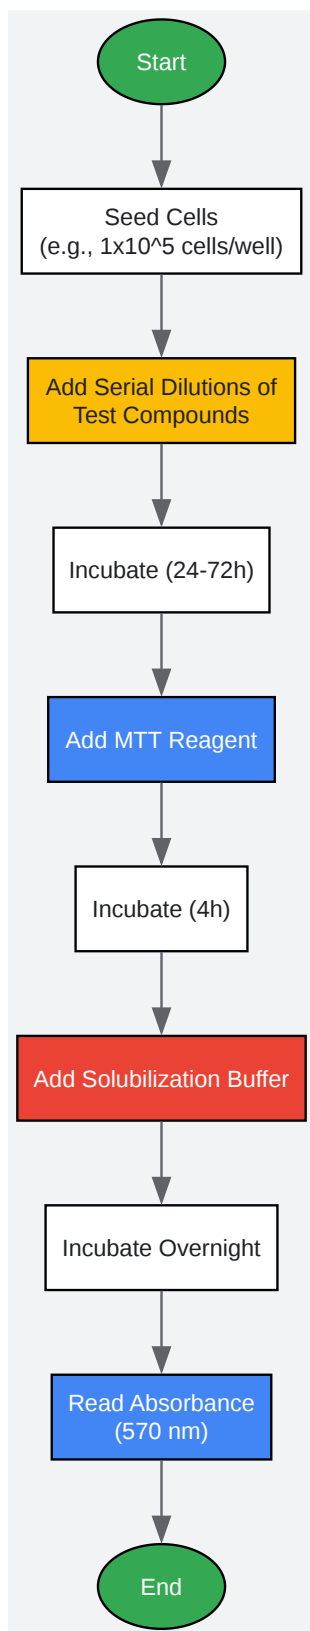 Start
Seed Cells
(e.g., 1x10^5 cells/well)
Add Serial Dilutions of
Test Compounds
Incubate (24-72h)
Add MTT Reagent
Incubate (4h)
Add Solubilization Buffer
Incubate Overnight
Read Absorbance
(570 nm)
End